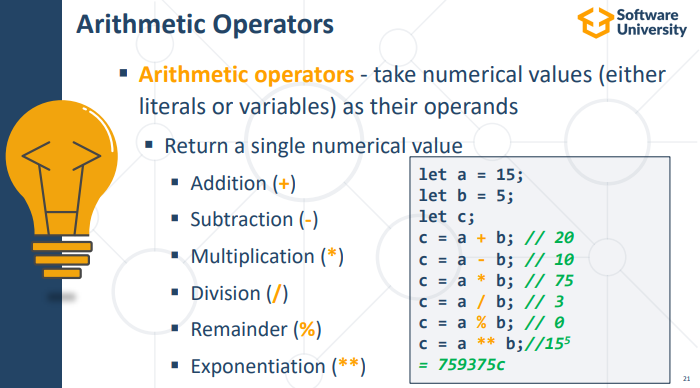 Arithmetic Operators
Software
University
▪ Arithmetic operators - take numerical values (either
literals or variables) as their operands
▪ Return a single numerical value
▪ Addition (+)
▪ Subtraction (-)
▪ Multiplication (*)
▪ Division (/)
▪ Remainder (%)
▪ Exponentiation (**)
let a = 15;
let b = 5;
let c;
c = a + b; // 20
c = a - b; // 10
c = a * b; // 75
c = a / b; // 3
c = a % b; // 0
c = a ** b;//15⁵
= 759375c
21